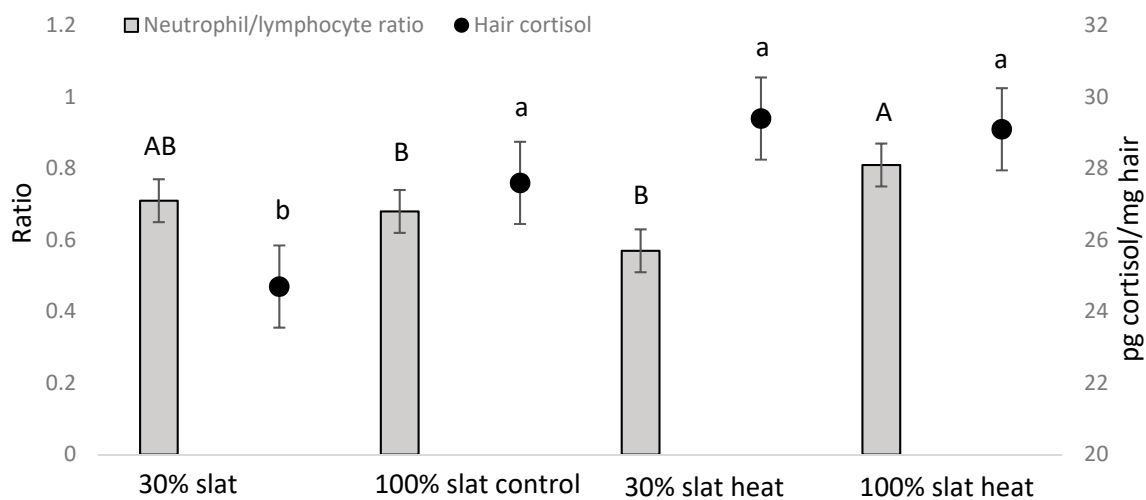 Neutrophil/lymphocyte ratio Hair cortisol
1.2
1
0.8
0.6
0.4
0.2
0
Ratio
AB
b
B
a
B
a
A
a
32
30
28
26
24
22
20
pg cortisol/mg hair
30% slat 100% slat control 30% slat heat 100% slat heat